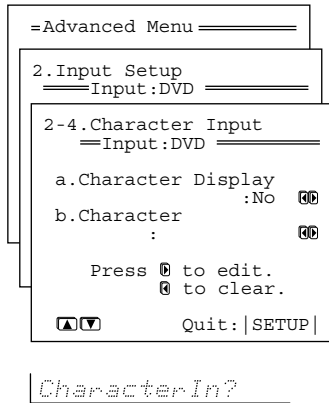 Advanced Menu
2.Input Setup
Input:DVD
2-4.Character Input
Input:DVD
a.Character Display
:No
b.Character
:
Press to edit.
to clear.
Quit:|SETUP|
CharacterIn?